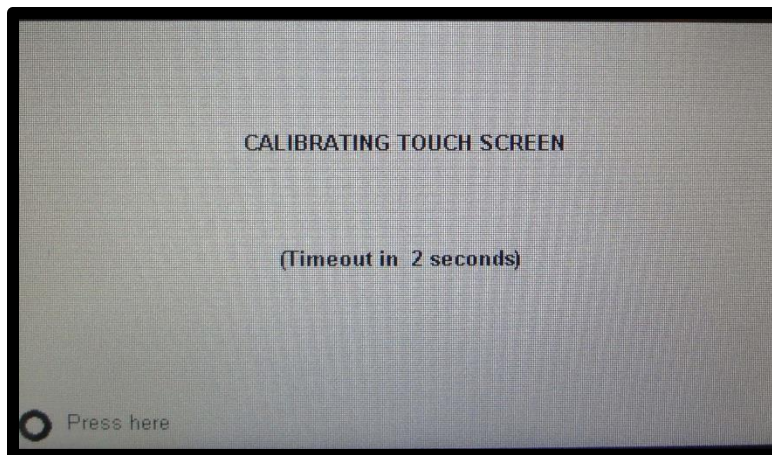 CALIBRATING TOUCH SCREEN
(Timeout in 2 seconds)
Press here